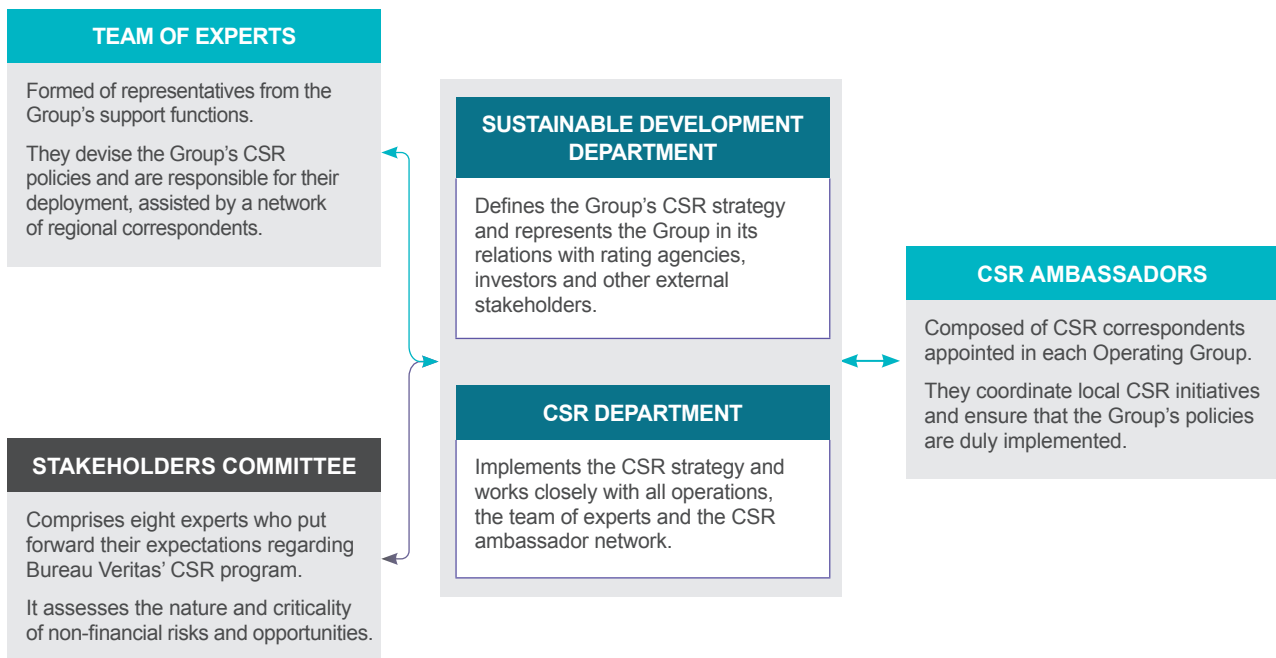 TEAM OF EXPERTS
Formed of representatives from the
Group’s support functions.
They devise the Group’s CSR
policies and are responsible for their
deployment, assisted by a network
of regional correspondents.
STAKEHOLDERS COMMITTEE
Comprises eight experts who put
forward their expectations regarding
Bureau Veritas’ CSR program.
It assesses the nature and criticality
of non-financial risks and opportunities.
SUSTAINABLE DEVELOPMENT
DEPARTMENT
Defines the Group’s CSR strategy
and represents the Group in its
relations with rating agencies,
investors and other external
stakeholders.
CSR DEPARTMENT
Implements the CSR strategy and
works closely with all operations,
the team of experts and the CSR
ambassador network.
CSR AMBASSADORS
Composed of CSR correspondents
appointed in each Operating Group.
They coordinate local CSR initiatives
and ensure that the Group’s policies
are duly implemented.